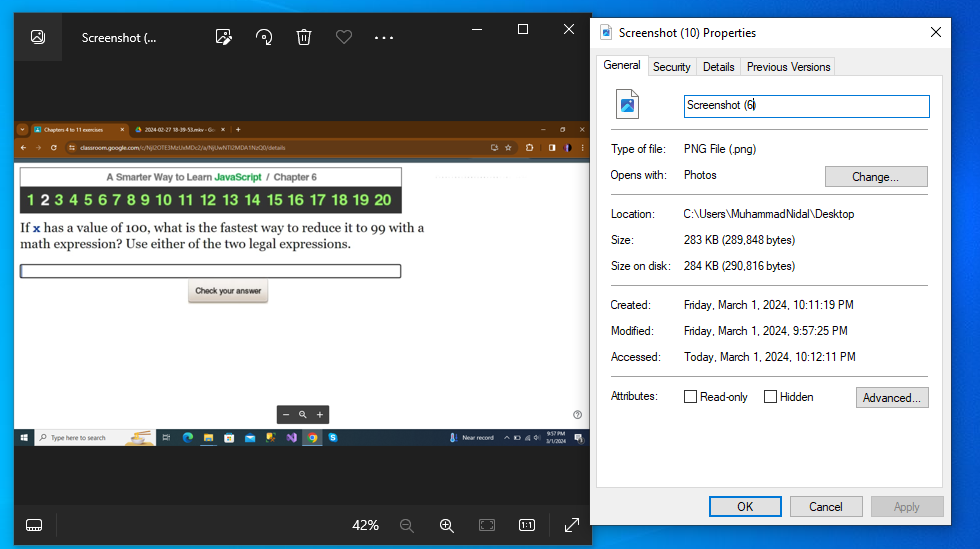 Screenshot (...
Chapters 4 to 11 exercises
2024-02-27 18-39-53.mkv - Go
A Smarter Way to Learn JavaScript / Chapter 6
1 2 3 4 5 6 7 8 9 10 11 12 13 14 15 16 17 18 19 20
If x has a value of 100, what is the fastest way to reduce it to 99 with a
math expression? Use either of the two legal expressions.
Check your answer
Type here to search
Near record
9:57 PM
3/1/2024
42%
1:1
Screenshot (10) Properties
General
Security
Details
Previous Versions
Screenshot (6)
Type of file: PNG File (.png)
Opens with: Photos
Change...
Location: C:\Users\MuhammadNidal\Desktop
Size: 283 KB (289,848 bytes)
Size on disk: 284 KB (290,816 bytes)
Created: Friday, March 1, 2024, 10:11:19 PM
Modified: Friday, March 1, 2024, 9:57:25 PM
Accessed: Today, March 1, 2024, 10:12:11 PM
Attributes: Read-only Hidden
Advanced...
OK
Cancel
Apply